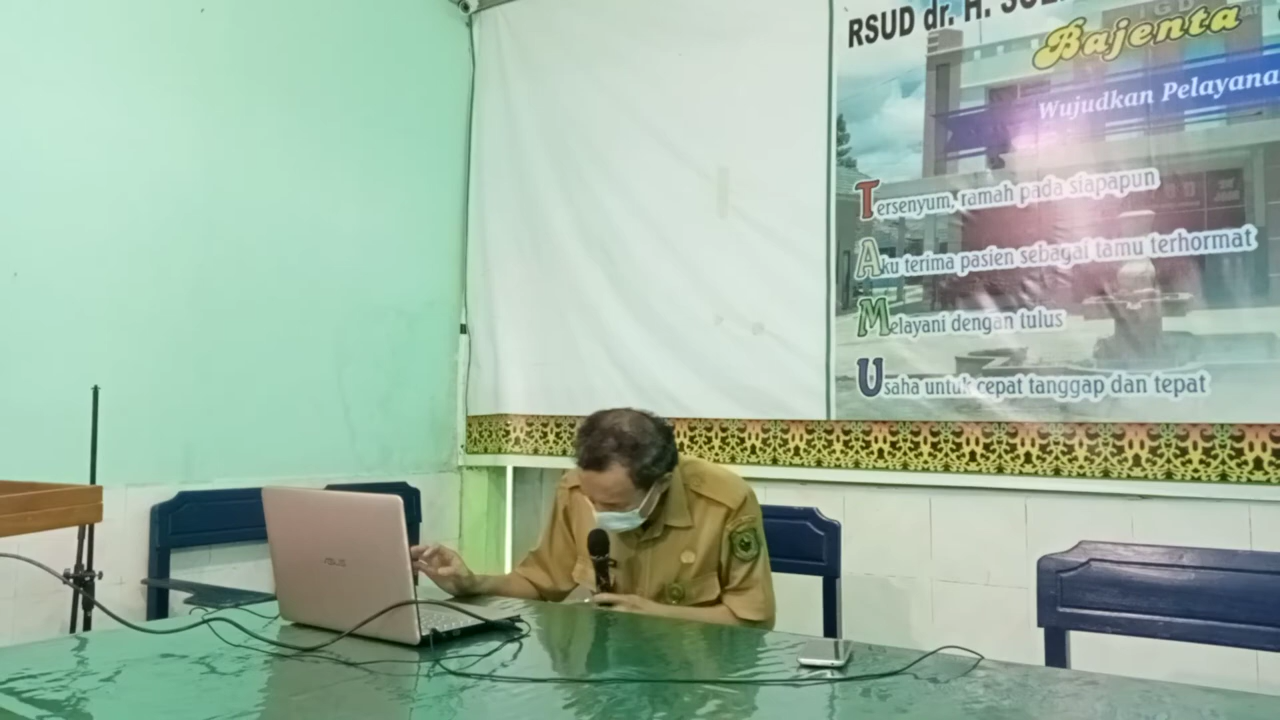 RSUD dr. H.
IGD
Bajenta
Wujudkan Pelayana
Tersenyum, ramah pada siapapun
Aku terima pasien sebagai tamu terhormat
Melayani dengan tulus
Usaha untuk cepat tanggap dan tepat
ASUS